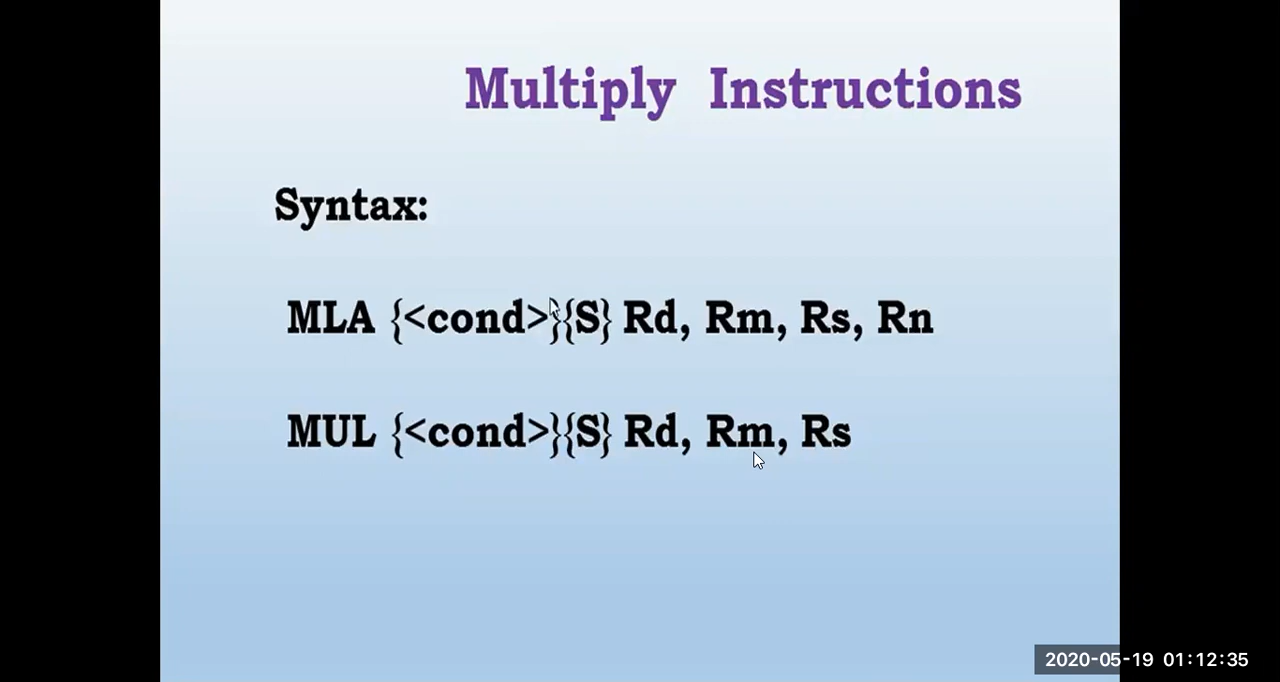 Multiply Instructions
Syntax:
MLA {<cond>}{S} Rd, Rm, Rs, Rn
MUL {<cond>}{S} Rd, Rm, Rs
2020-05-19 01:12:35